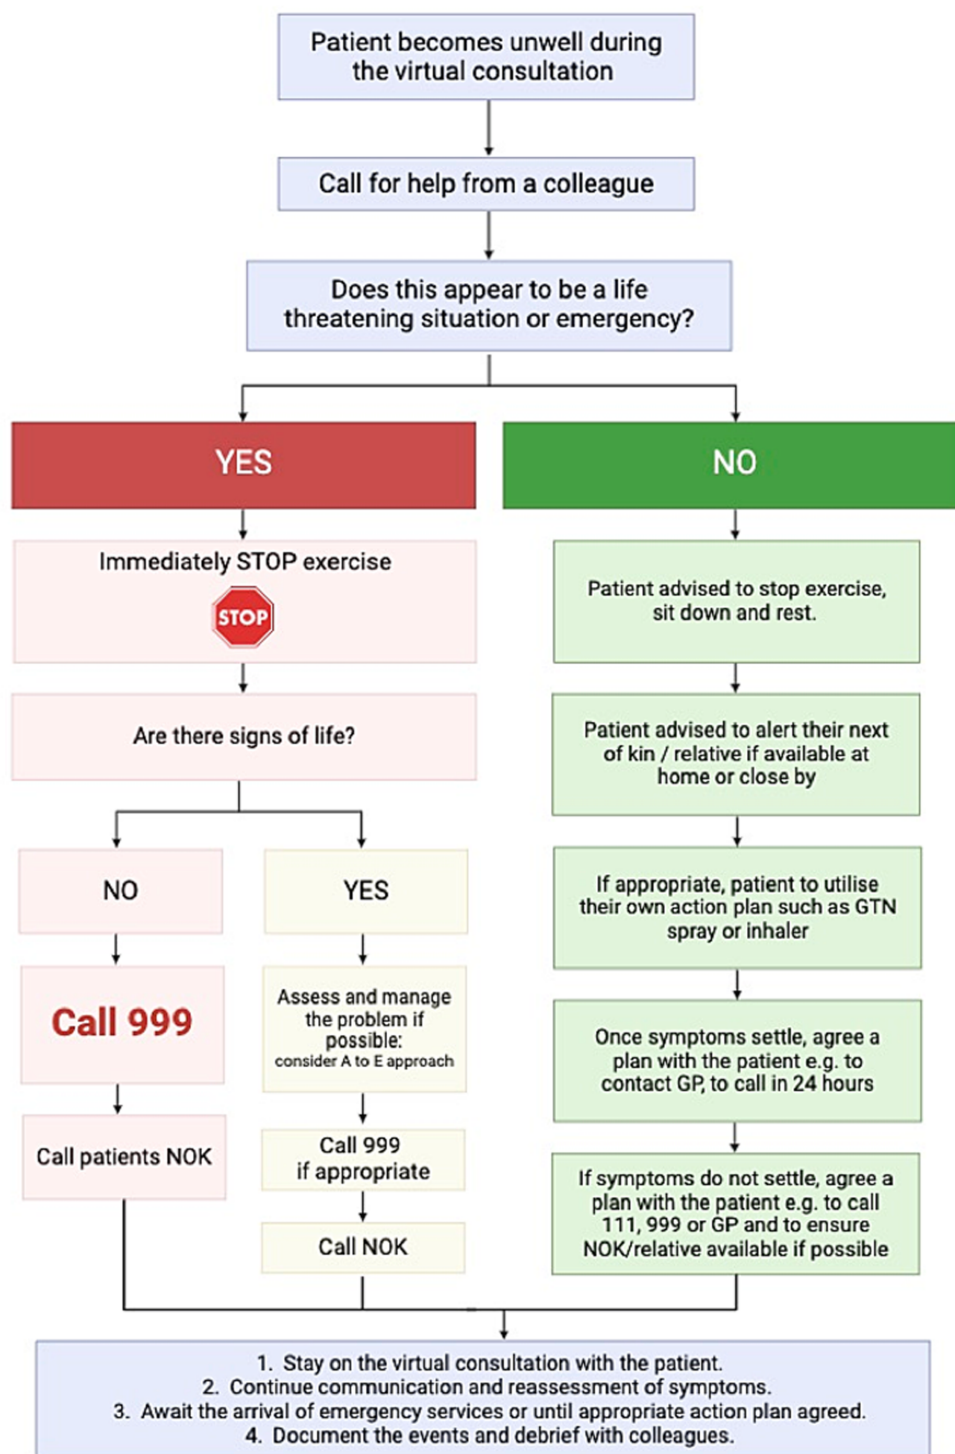 Patient becomes unwell during
the virtual consultation
Call for help from a colleague
Does this appear to be a life
threatening situation or emergency?
YES
NO
Immediately STOP exercise
STOP
Are there signs of life?
NO
YES
Call 999
Call patients NOK
Assess and manage
the problem if
possible:
consider A to E approach
Call 999
if appropriate
Call NOK
Patient advised to stop exercise,
sit down and rest.
Patient advised to alert their next
of kin / relative if available at
home or close by
If appropriate, patient to utilise
their own action plan such as GTN
spray or inhaler
Once symptoms settle, agree a
plan with the patient e.g. to
contact GP, to call in 24 hours
If symptoms do not settle, agree a
plan with the patient e.g. to call
111, 999 or GP and to ensure
NOK/relative available if possible
1. Stay on the virtual consultation with the patient.
2. Continue communication and reassessment of symptoms.
3. Await the arrival of emergency services or until appropriate action plan agreed.
4. Document the events and debrief with colleagues.